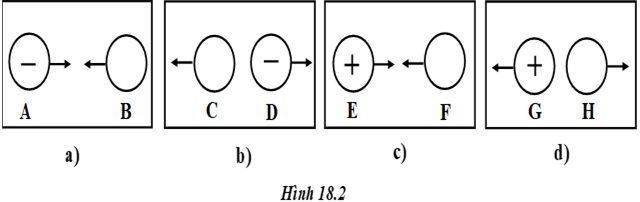 − − + +
A B C D E F G H
a) b) c) d)
Hình 18.2